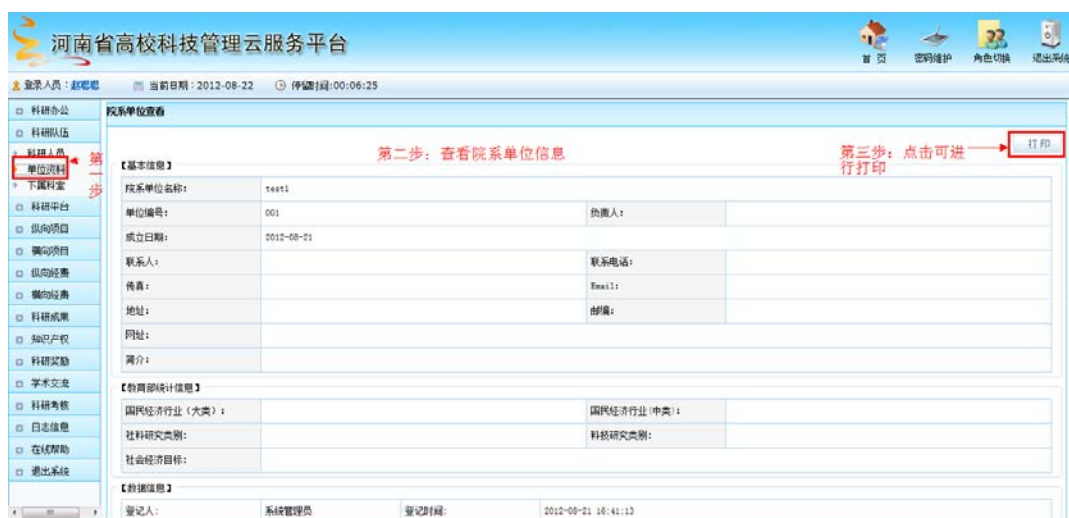 河南省高校科技管理云服务平台
首 页 密码维护 角色切换 退出系统
登录人员：赵聪聪 当前日期：2012-08-22 停留时间:00:06:25
科研办公
科研队伍
科研人员
单位资料
下属科室
科研平台
纵向项目
横向项目
纵向经费
横向经费
科研成果
知识产权
科研奖励
学术交流
科研考核
日志信息
在线帮助
退出系统
第一步
院系单位查看
第二步：查看院系单位信息
第三步：点击可进行打印
打 印
【基本信息】
院系单位名称： test1
单位编号： 001 负责人：
成立日期： 2012-08-21
联系人： 联系电话：
传真： Email：
地址： 邮编：
网址：
简介：
【教育部统计信息】
国民经济行业（大类）： 国民经济行业(中类)：
社科研究类别： 科技研究类别：
社会经济目标：
【数据信息】
登记人： 系统管理员 登记时间： 2012-08-21 16:41:13